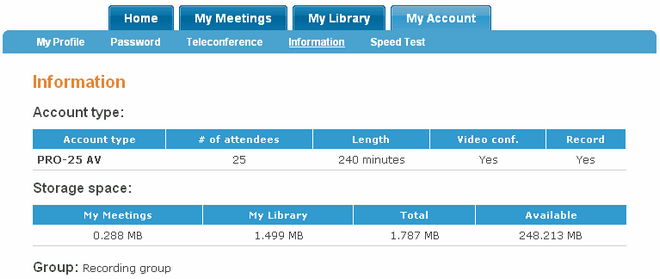 Home My Meetings My Library My Account
My Profile Password Teleconference Information Speed Test
Information
Account type:
Account type # of attendees Length Video conf. Record
PRO-25 AV 25 240 minutes Yes Yes
Storage space:
My Meetings My Library Total Available
0.288 MB 1.499 MB 1.787 MB 248.213 MB
Group: Recording group